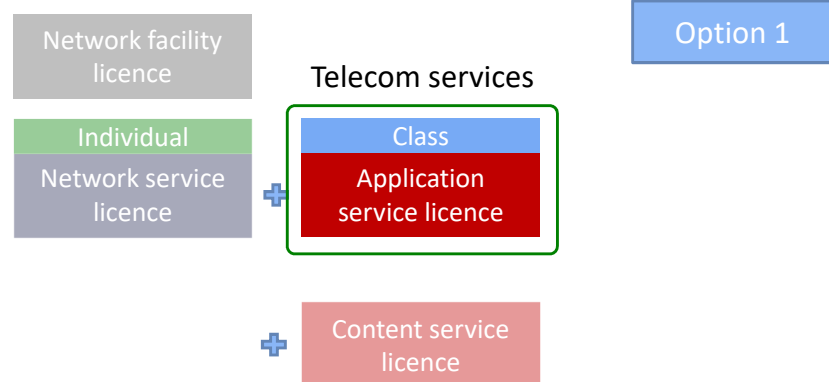 Option 1
Network facility
licence
Telecom services
Individual
Network service
licence
Class
Application
service licence
Content service
licence